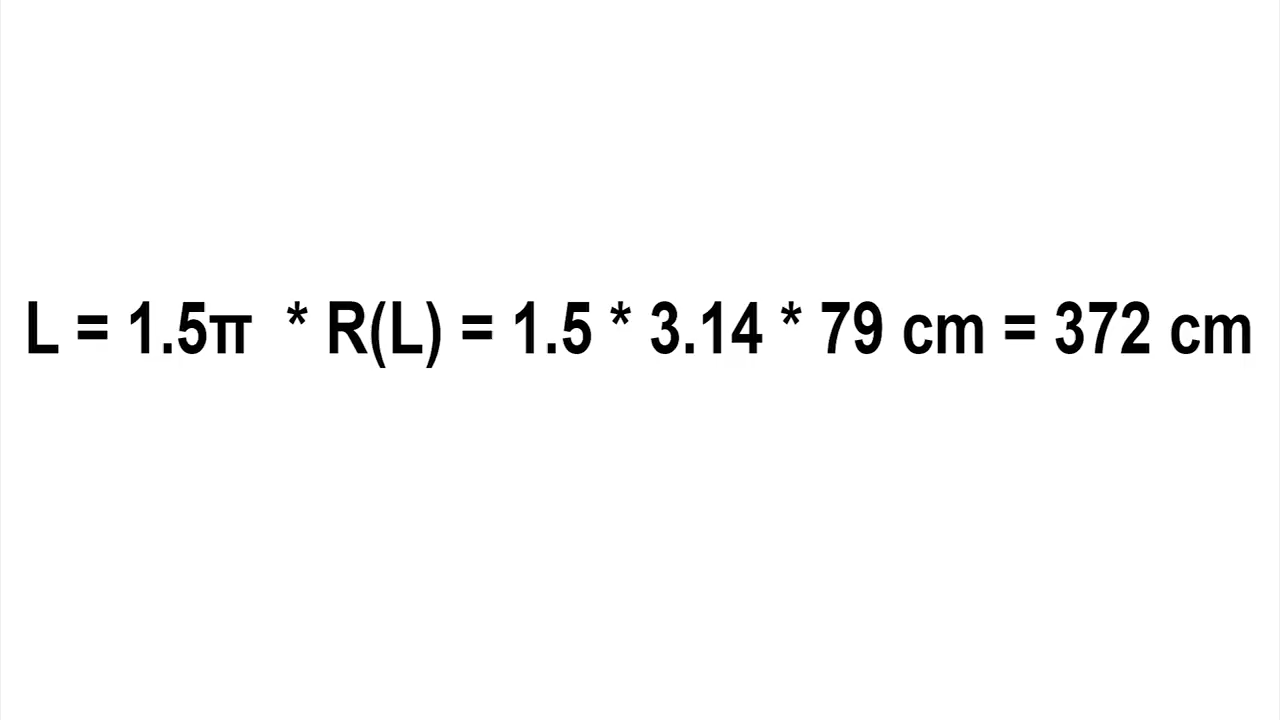 L = 1.5π * R(L) = 1.5 * 3.14 * 79 cm = 372 cm